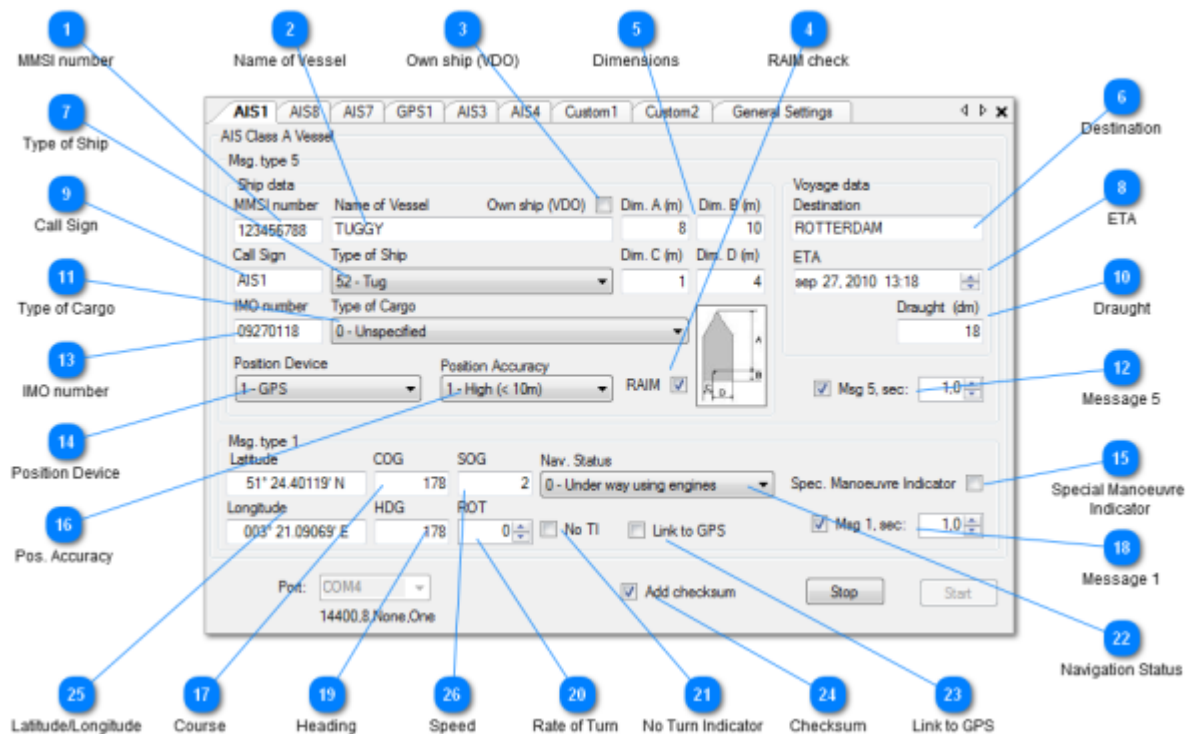 1 2 3 5 4
MMSI number Name of Vessel Own ship (VDO) Dimensions RAIM check
6
Destination
7
Type of Ship
8
ETA
9
Call Sign
10
Draught
11
Type of Cargo
12
Message 5
13
IMO number
14
Position Device
15
Special Manoeuvre
Indicator
16
Pos. Accuracy
18
Message 1
22
Navigation Status
AIS1 AIS8 AIS7 GPS1 AIS3 AIS4 Custom1 Custom2 General Settings
AIS Class A Vessel
Msg. type 5
Ship data Voyage data
MMSI number Name of Vessel Own ship (VDO) Dim. A (m) Dim. B (m) Destination
123456788 TUGGY 8 10 ROTTERDAM
Call Sign Type of Ship Dim. C (m) Dim. D (m) ETA
AIS1 52 - Tug 1 4 sep 27, 2010 13:18
IMO number Type of Cargo Draught (dm)
09270118 0 - Unspecified 18
A
B
C
D
Position Device Position Accuracy
1 - GPS 1 - High (< 10m) RAIM Msg 5, sec: 1,0
Msg. type 1
Latitude COG SOG Nav. Status
51° 24.40119' N 178 2 0 - Under way using engines Spec. Manoeuvre Indicator
Longitude HDG ROT
003° 21.09069' E 178 0 No TI Link to GPS Msg 1, sec: 1,0
Port: COM4 Add checksum Stop Start
14400,8,None,One
25 17 19 26 20 21 24 23
Latitude/Longitude Course Heading Speed Rate of Turn No Turn Indicator Checksum Link to GPS